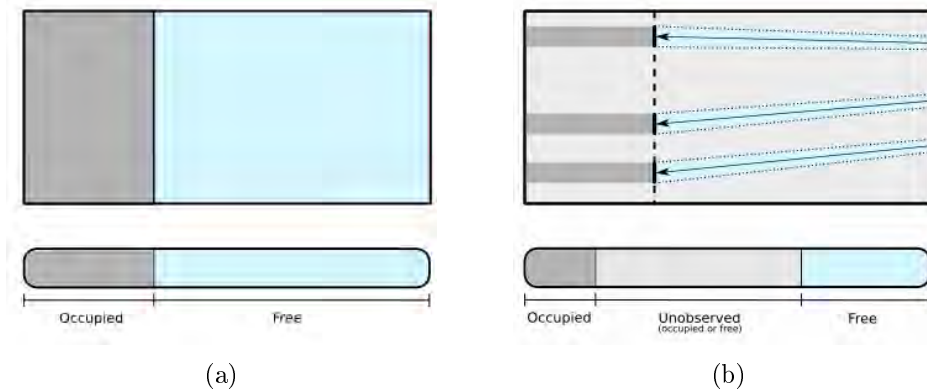 Occupied
Free
Occupied
Unobserved
(occupied or free)
Free
(a)
(b)